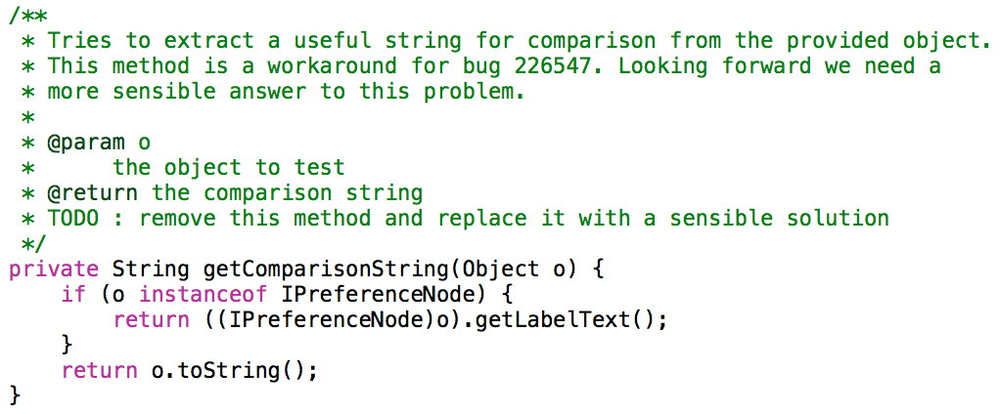 /**
 * Tries to extract a useful string for comparison from the provided object.
 * This method is a workaround for bug 226547. Looking forward we need a
 * more sensible answer to this problem.
 *
 * @param o
 *      the object to test
 * @return the comparison string
 * TODO : remove this method and replace it with a sensible solution
 */
private String getComparisonString(Object o) {
    if (o instanceof IPreferenceNode) {
        return ((IPreferenceNode)o).getLabelText();
    }
    return o.toString();
}